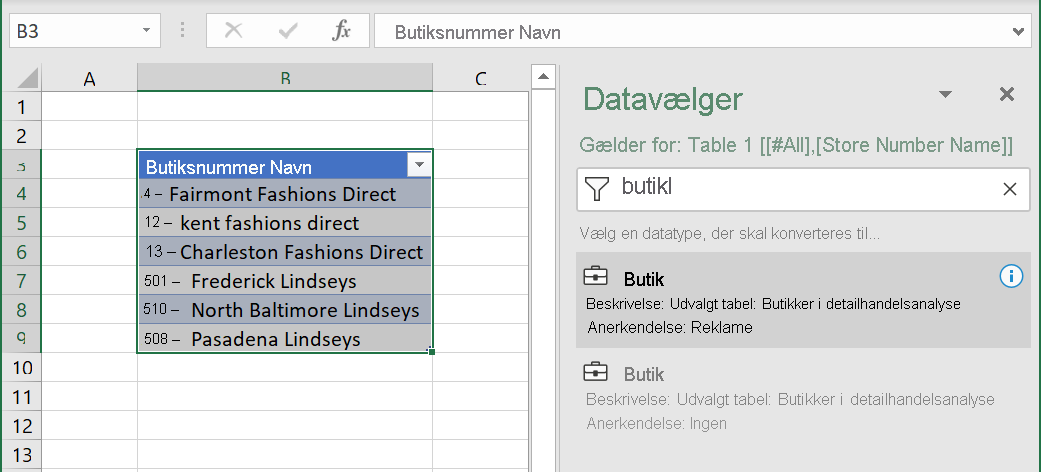 B3
fx
Butiksnummer Navn
A B C
1
2
3 Butiksnummer Navn
4 .4 – Fairmont Fashions Direct
5 12 – kent fashions direct
6 13 – Charleston Fashions Direct
7 501 – Frederick Lindseys
8 510 – North Baltimore Lindseys
9 508 – Pasadena Lindseys
10
11
12
13
Datavælger
Gælder for: Table 1 [[#All],[Store Number Name]]
butikl
Vælg en datatype, der skal konverteres til...
Butik
Beskrivelse: Udvalgt tabel: Butikker i detailhandelsanalyse
Anerkendelse: Reklame
Butik
Beskrivelse: Udvalgt tabel: Butikker i detailhandelsanalyse
Anerkendelse: Ingen